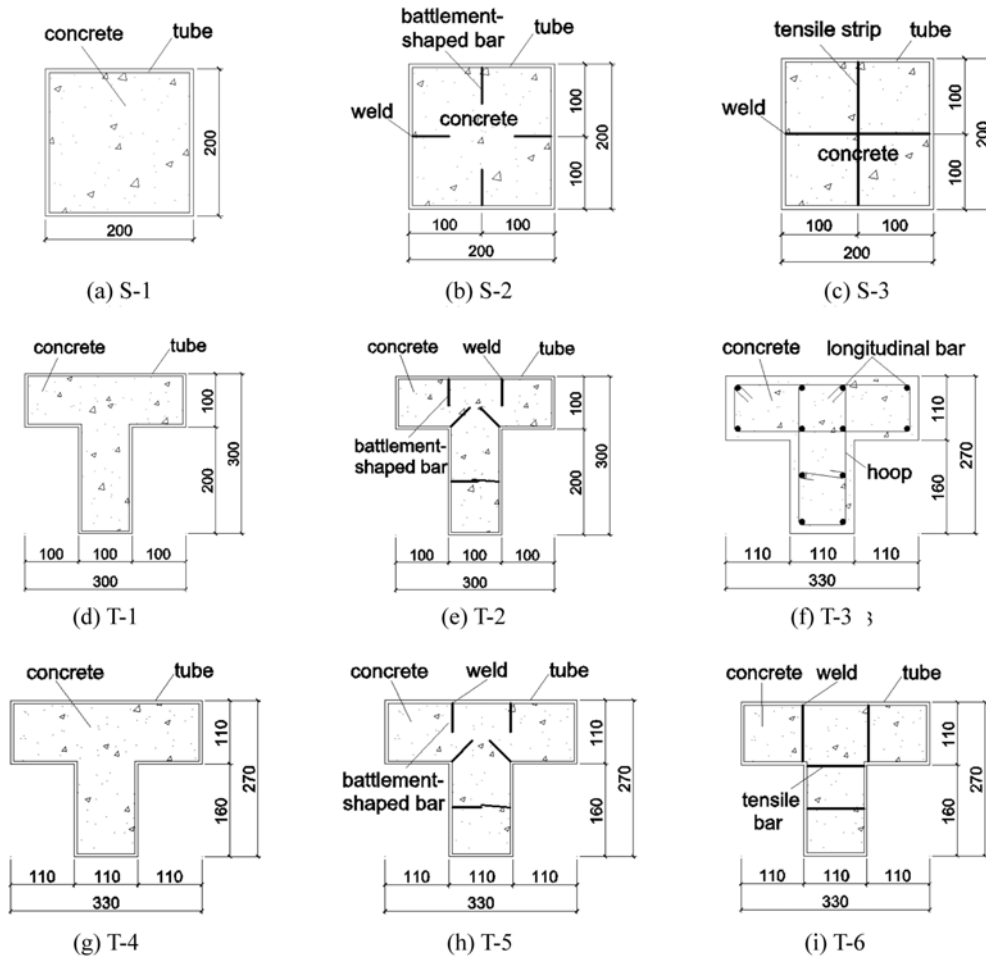 concrete
tube
200
200
(a) S-1
battlement-
shaped bar
tube
weld
concrete
100
100
200
100
100
200
(b) S-2
tensile strip
tube
weld
concrete
100
100
200
100
100
200
(c) S-3
concrete
tube
100
200
300
100
100
100
300
(d) T-1
concrete
weld
tube
battlement-
shaped bar
100
200
300
100
100
100
300
(e) T-2
concrete
longitudinal bar
hoop
110
160
270
110
110
110
330
(f) T-3 3
concrete
tube
110
160
270
110
110
110
330
(g) T-4
concrete
weld
tube
battlement-
shaped bar
110
160
270
110
110
110
330
(h) T-5
concrete
weld
tube
tensile
bar
110
160
270
110
110
110
330
(i) T-6